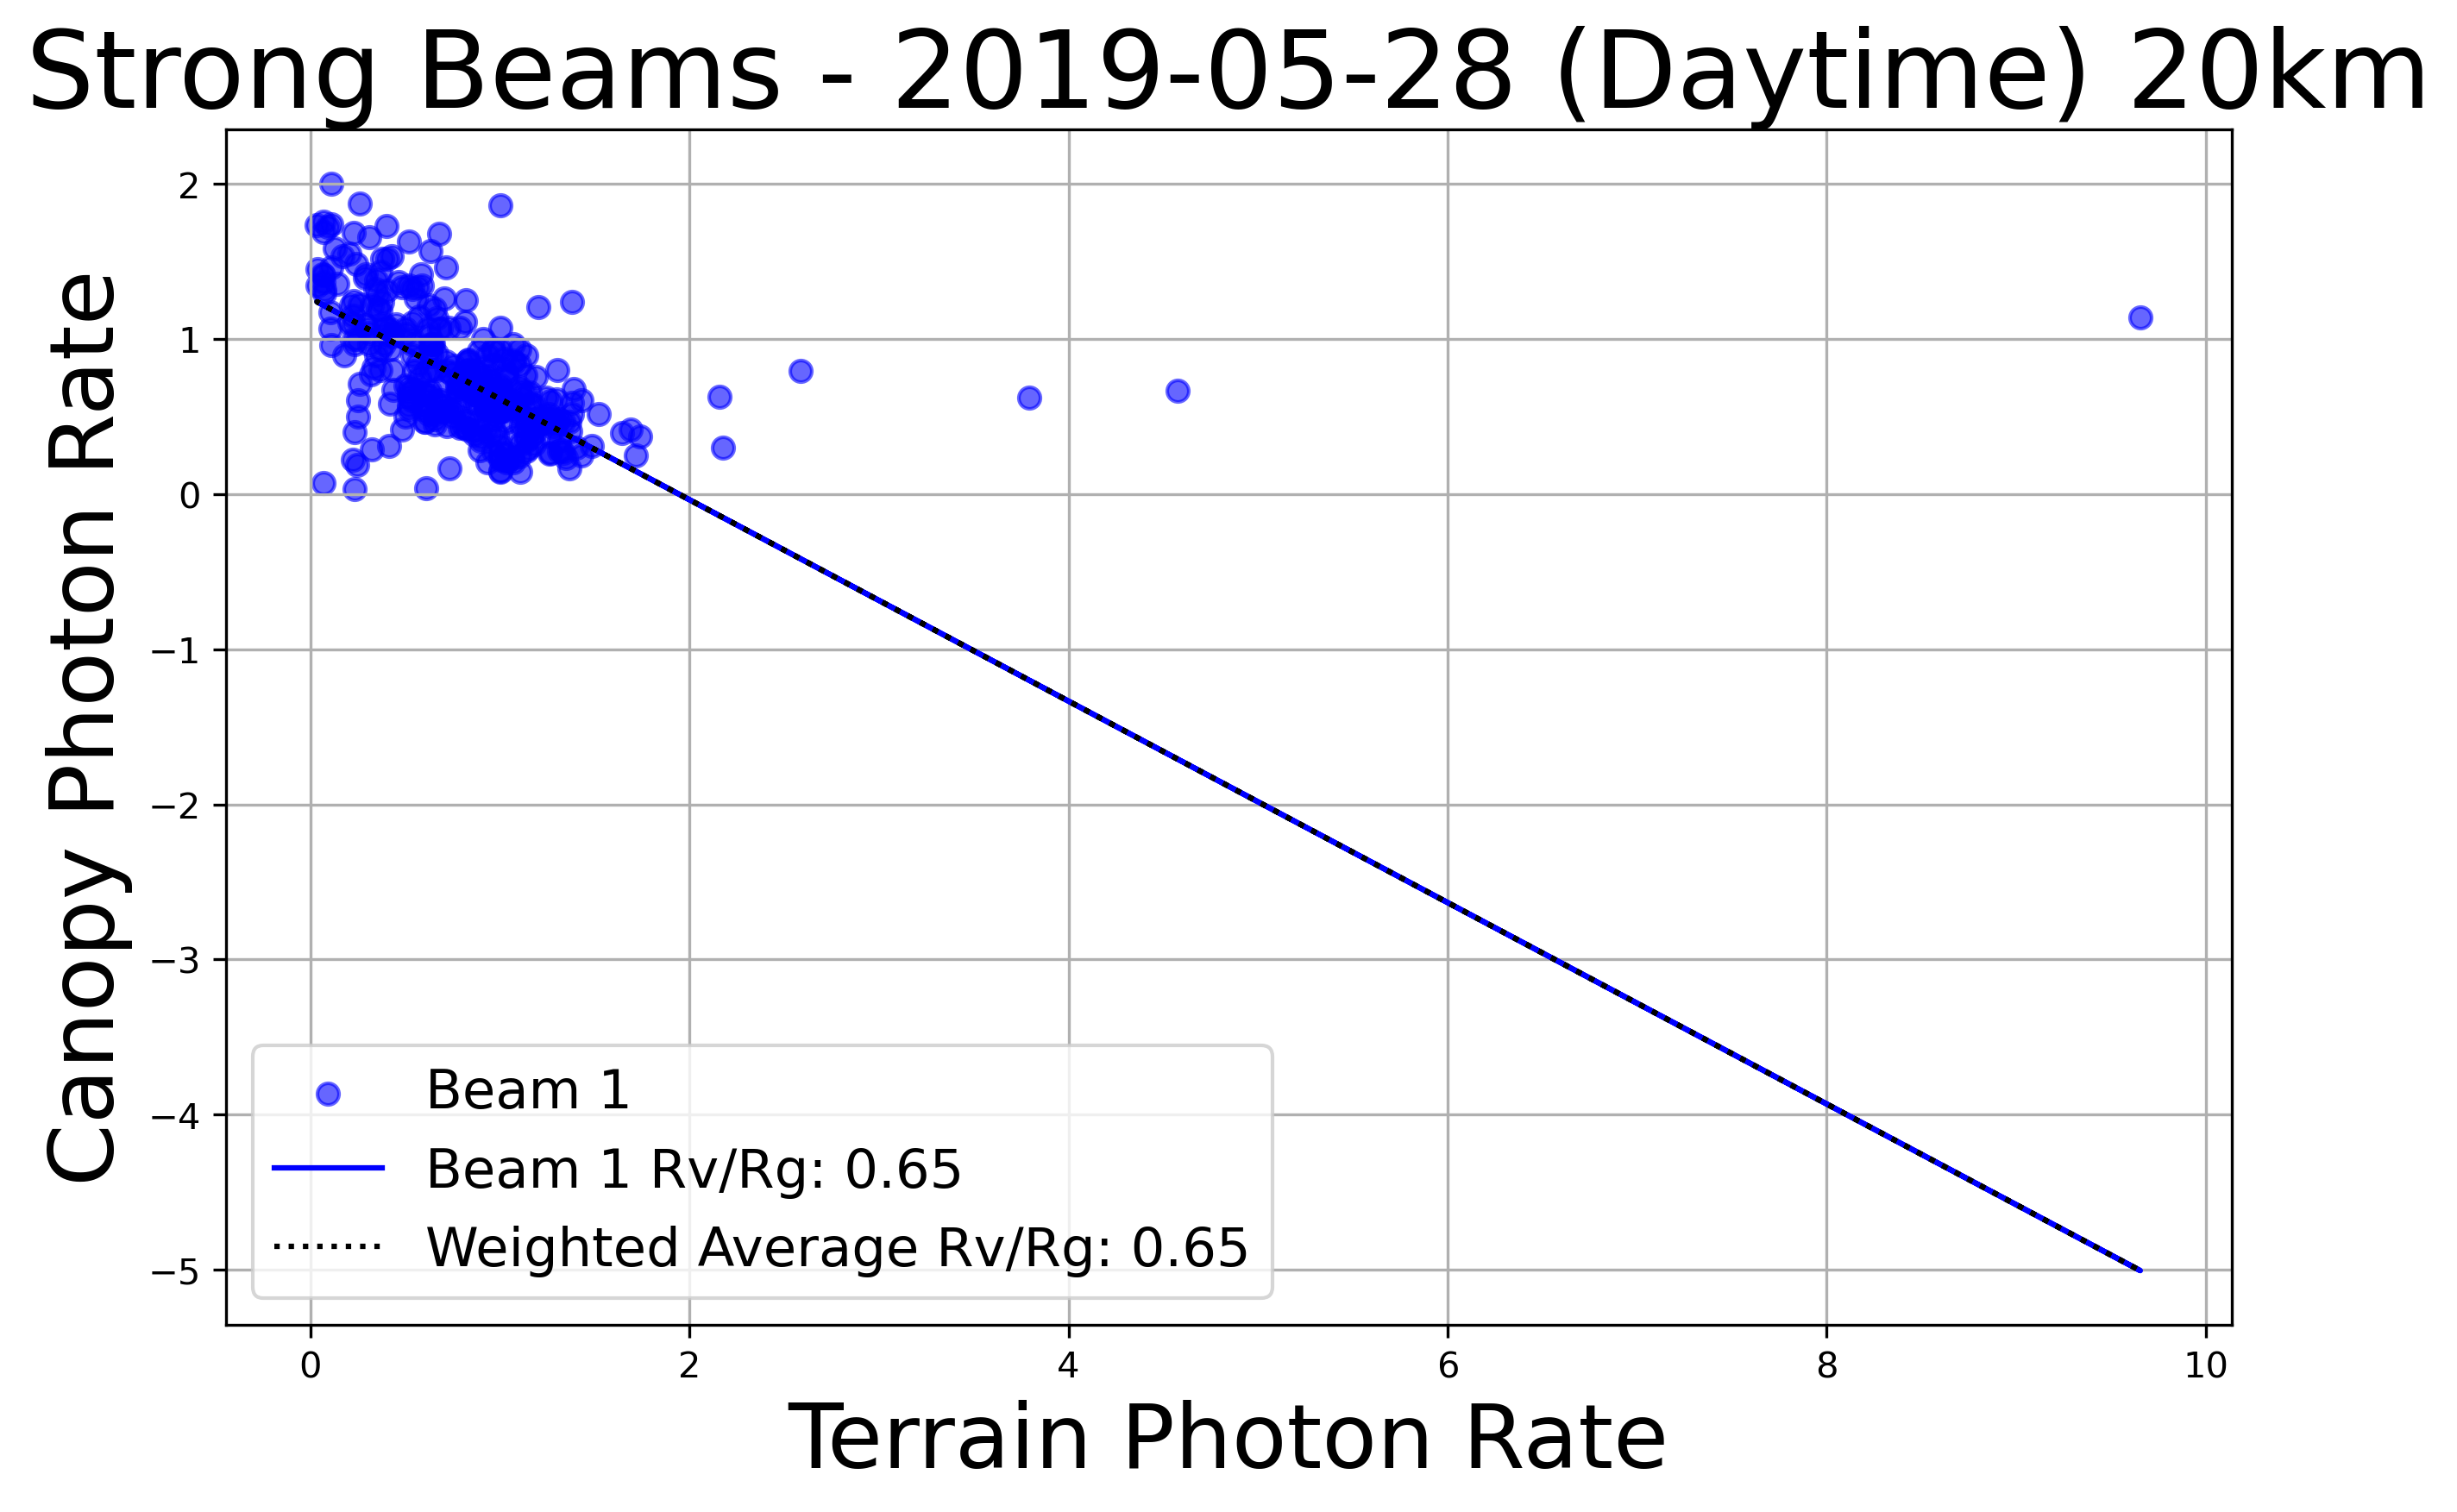 Strong Beams - 2019-05-28 (Daytime) 20km
Canopy Photon Rate
2
1
0
−1
−2
−3
−4
−5
Beam 1
Beam 1 Rv/Rg: 0.65
Weighted Average Rv/Rg: 0.65
0 2 4 6 8 10
Terrain Photon Rate